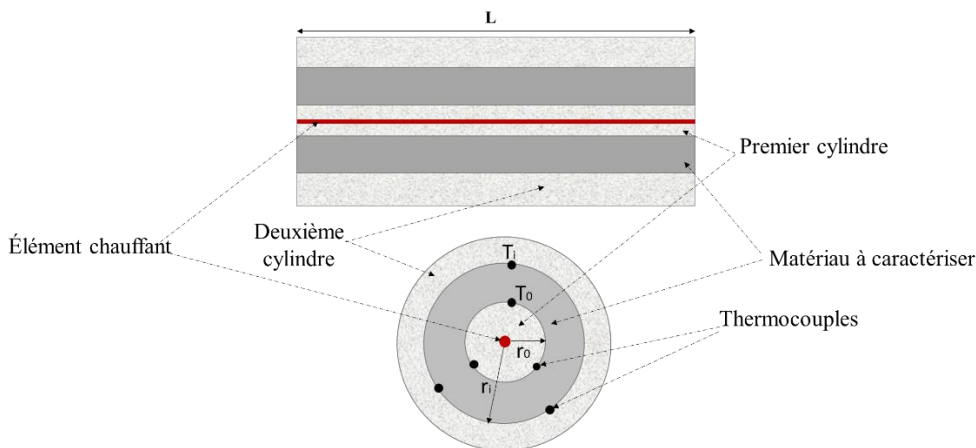 L
Premier cylindre
Élément chauffant
Deuxième
cylindre
Matériau à caractériser
Thermocouples
Ti
T0
r0
ri